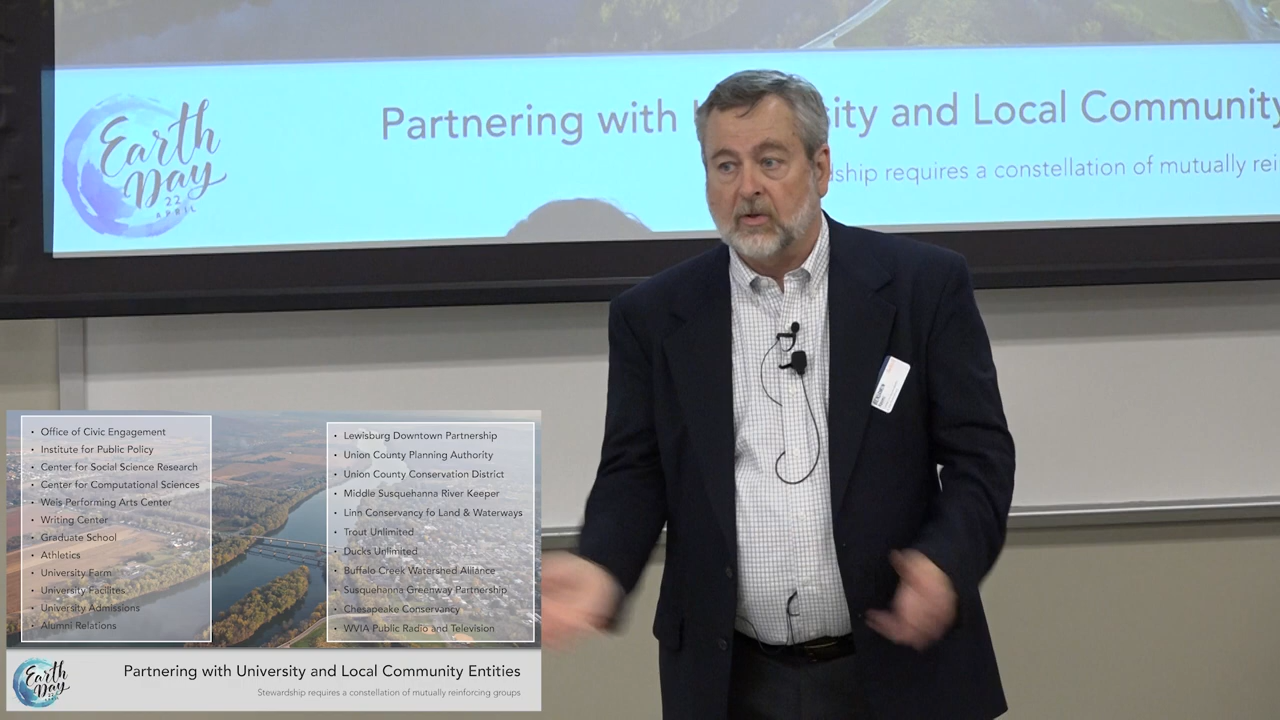 Earth
Day
22
APRIL
Partnering with
sity and Local Community
dship requires a constellation of mutually rei
• Office of Civic Engagement
• Institute for Public Policy
• Center for Social Science Research
• Center for Computational Sciences
• Weis Performing Arts Center
• Writing Center
• Graduate School
• Athletics
• University Farm
• University Facilites
• University Admissions
• Alumni Relations
• Lewisburg Downtown Partnership
• Union County Planning Authority
• Union County Conservation District
• Middle Susquehanna River Keeper
• Linn Conservancy fo Land & Waterways
• Trout Unlimited
• Ducks Unlimited
• Buffalo Creek Watershed Alliance
• Susquehanna Greenway Partnership
• Chesapeake Conservancy
• WVIA Public Radio and Television
Earth
Day
22
APRIL
Partnering with University and Local Community Entities
Stewardship requires a constellation of mutually reinforcing groups